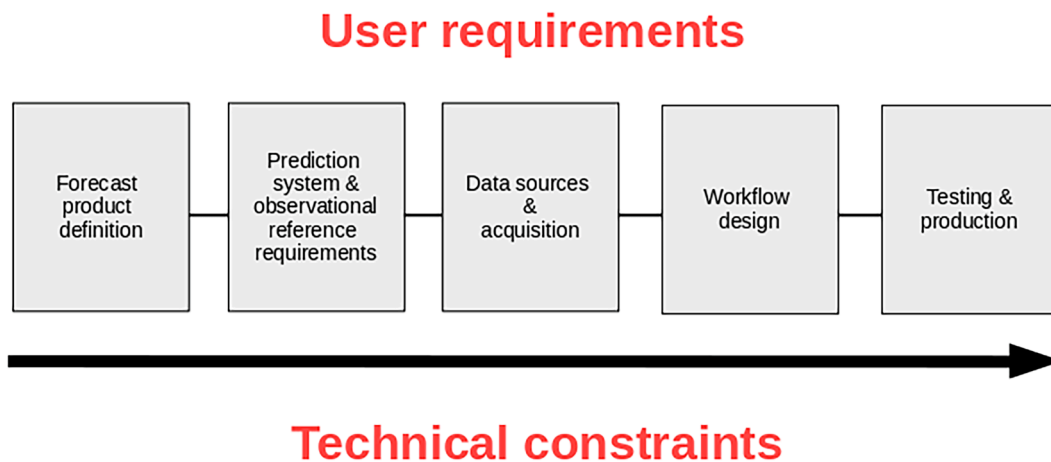 User requirements
Forecast
product
definition
Prediction
system &
observational
reference
requirements
Data sources
&
acquisition
Workflow
design
Testing &
production
Technical constraints